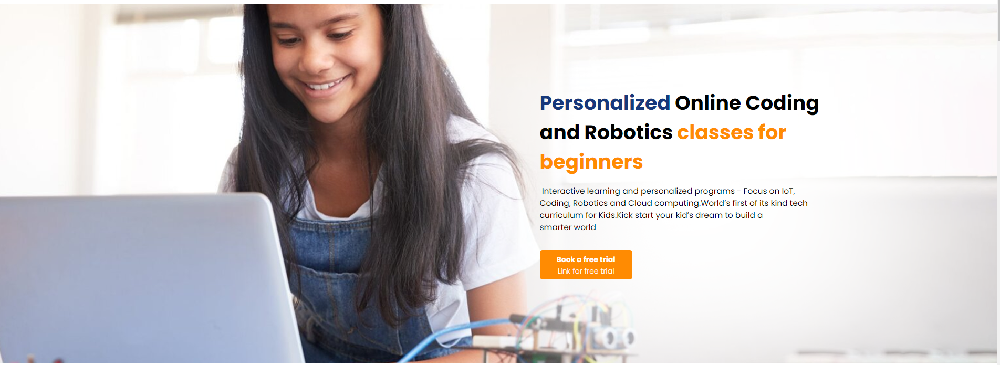 Personalized Online Coding
and Robotics classes for
beginners
Interactive learning and personalized programs - Focus on IoT,
Coding, Robotics and Cloud computing.World’s first of its kind tech
curriculum for Kids.Kick start your kid’s dream to build a
smarter world
Book a free trial
Link for free trial